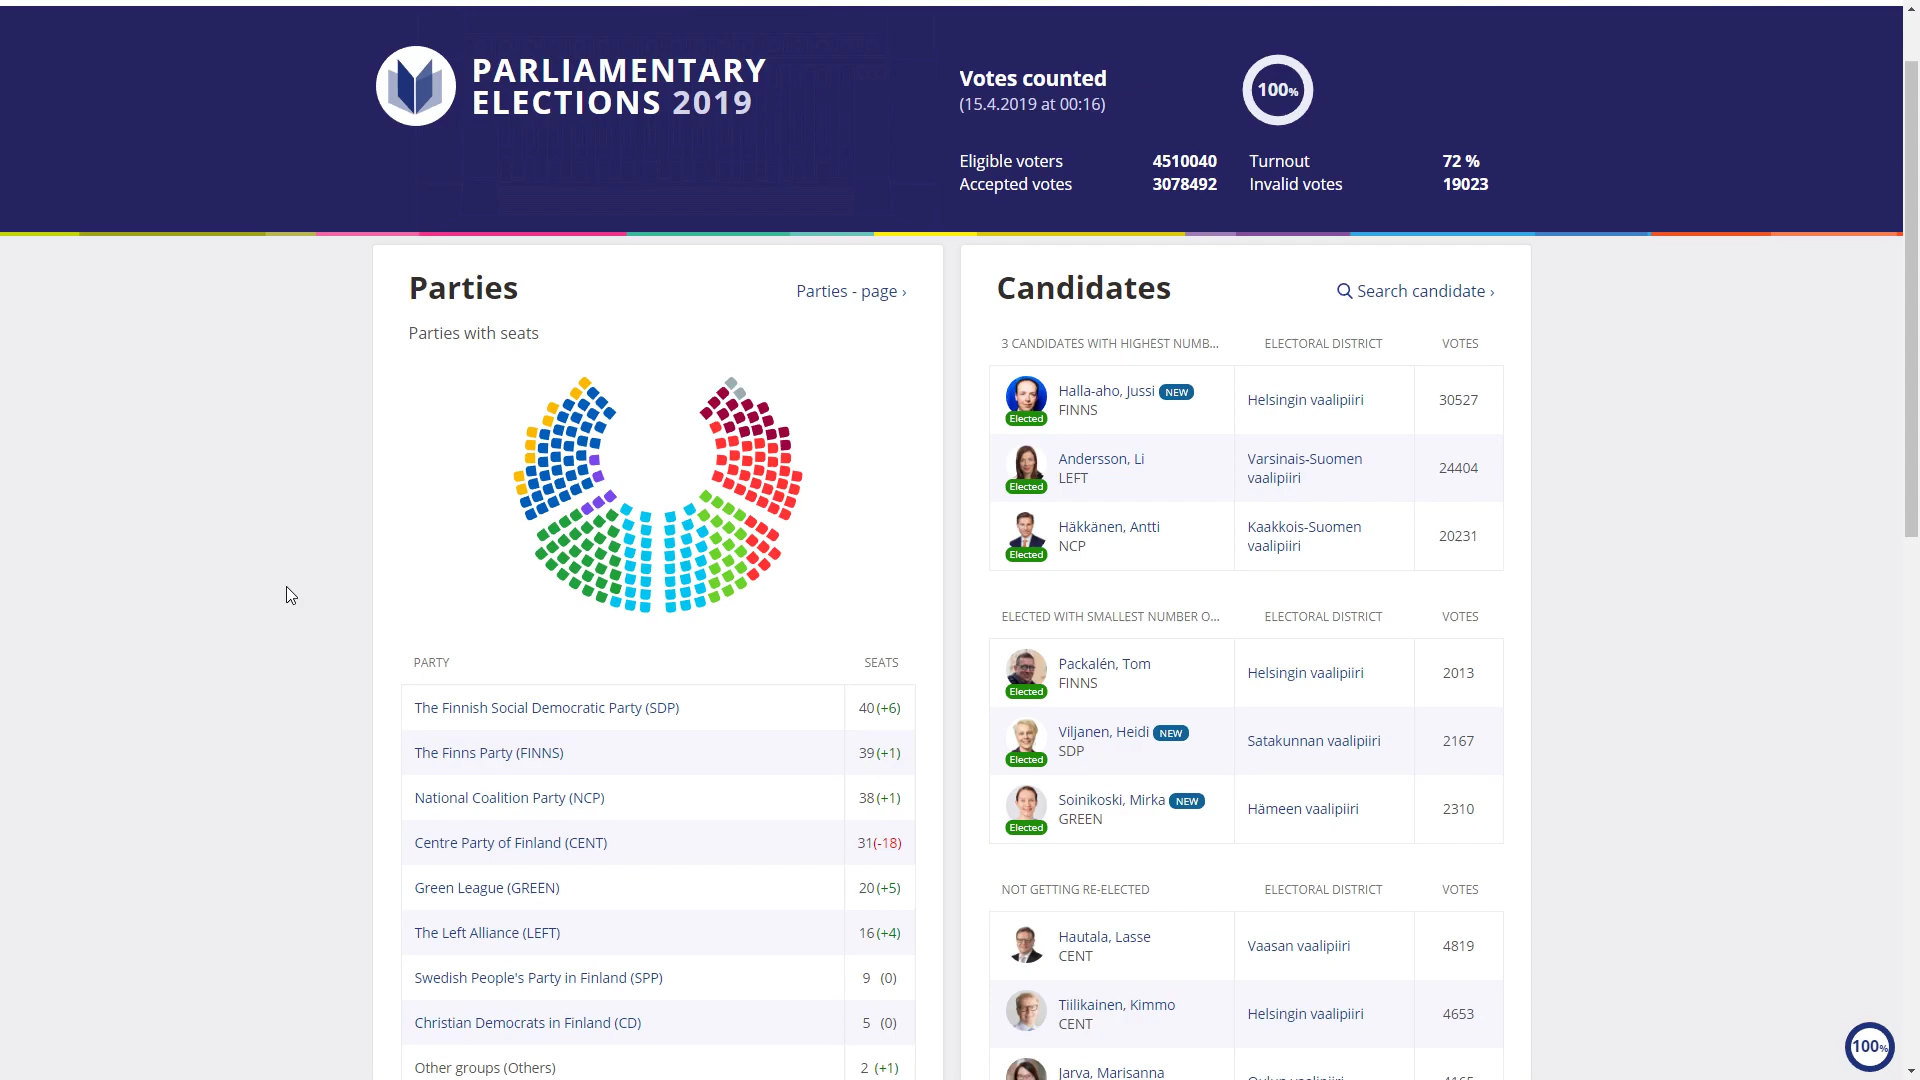 PARLIAMENTARY
ELECTIONS 2019
Votes counted
(15.4.2019 at 00:16)
100%
Eligible voters 4510040 Turnout 72 %
Accepted votes 3078492 Invalid votes 19023
Parties
Parties - page ›
Parties with seats
PARTY SEATS
The Finnish Social Democratic Party (SDP) 40 (+6)
The Finns Party (FINNS) 39 (+1)
National Coalition Party (NCP) 38 (+1)
Centre Party of Finland (CENT) 31 (-18)
Green League (GREEN) 20 (+5)
The Left Alliance (LEFT) 16 (+4)
Swedish People's Party in Finland (SPP) 9 (0)
Christian Democrats in Finland (CD) 5 (0)
Other groups (Others) 2 (+1)
Candidates
Search candidate ›
3 CANDIDATES WITH HIGHEST NUMB... ELECTORAL DISTRICT VOTES
Halla-aho, Jussi NEW
FINNS
Elected
Helsingin vaalipiiri
30527
Andersson, Li
LEFT
Elected
Varsinais-Suomen
vaalipiiri
24404
Häkkänen, Antti
NCP
Elected
Kaakkois-Suomen
vaalipiiri
20231
ELECTED WITH SMALLEST NUMBER O... ELECTORAL DISTRICT VOTES
Packalén, Tom
FINNS
Elected
Helsingin vaalipiiri
2013
Viljanen, Heidi NEW
SDP
Elected
Satakunnan vaalipiiri
2167
Soinikoski, Mirka NEW
GREEN
Elected
Hämeen vaalipiiri
2310
NOT GETTING RE-ELECTED ELECTORAL DISTRICT VOTES
Hautala, Lasse
CENT
Vaasan vaalipiiri
4819
Tiilikainen, Kimmo
CENT
Helsingin vaalipiiri
4653
Jarva, Marisanna
100%